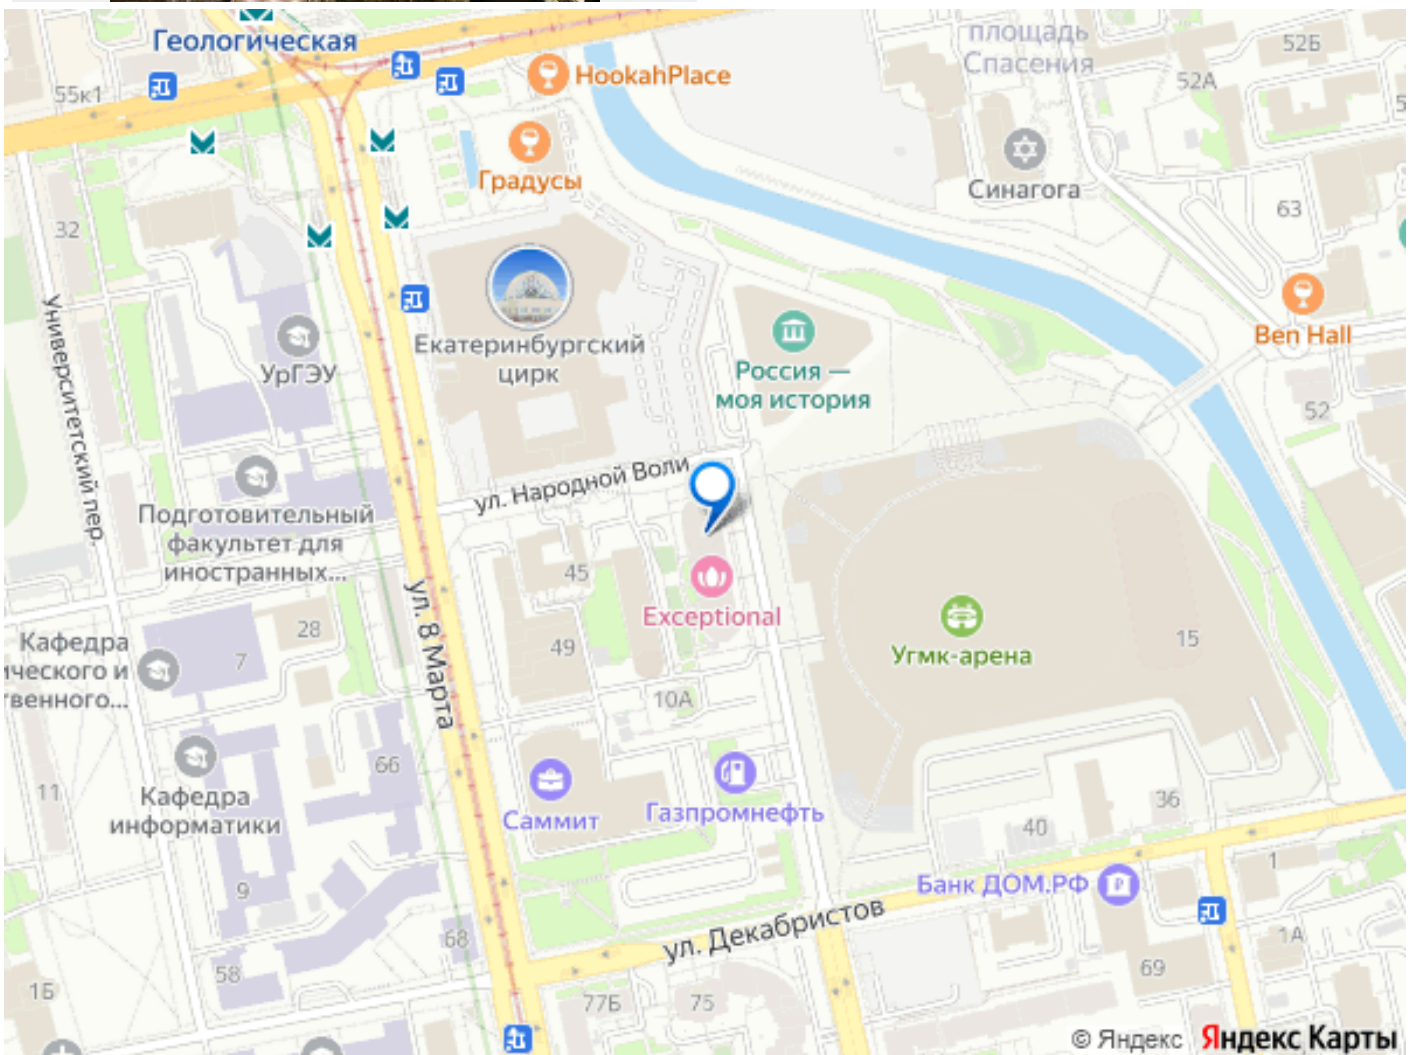 Геологическая
площадь
Спасения
52Б
52А
55к1
HookahPlace
Градусы
Синагога
63
32
Екатеринбургский
цирк
УрГЭУ
Университетский пер.
Россия —
моя история
Ben Hall
52
ул. Народной Воли
Подготовительный
факультет для
иностранных...
45
Exceptional
ул. 8 Марта
28
49
Угмк-арена
15
Кафедра
ического и
твенного...
7
10А
66
11
Кафедра
информатики
Саммит
Газпромнефть
36
40
1
Банк ДОМ.РФ
9
ул. Декабристов
68
1А
58
69
1Б
77Б
75
© Яндекс Яндекс Карты